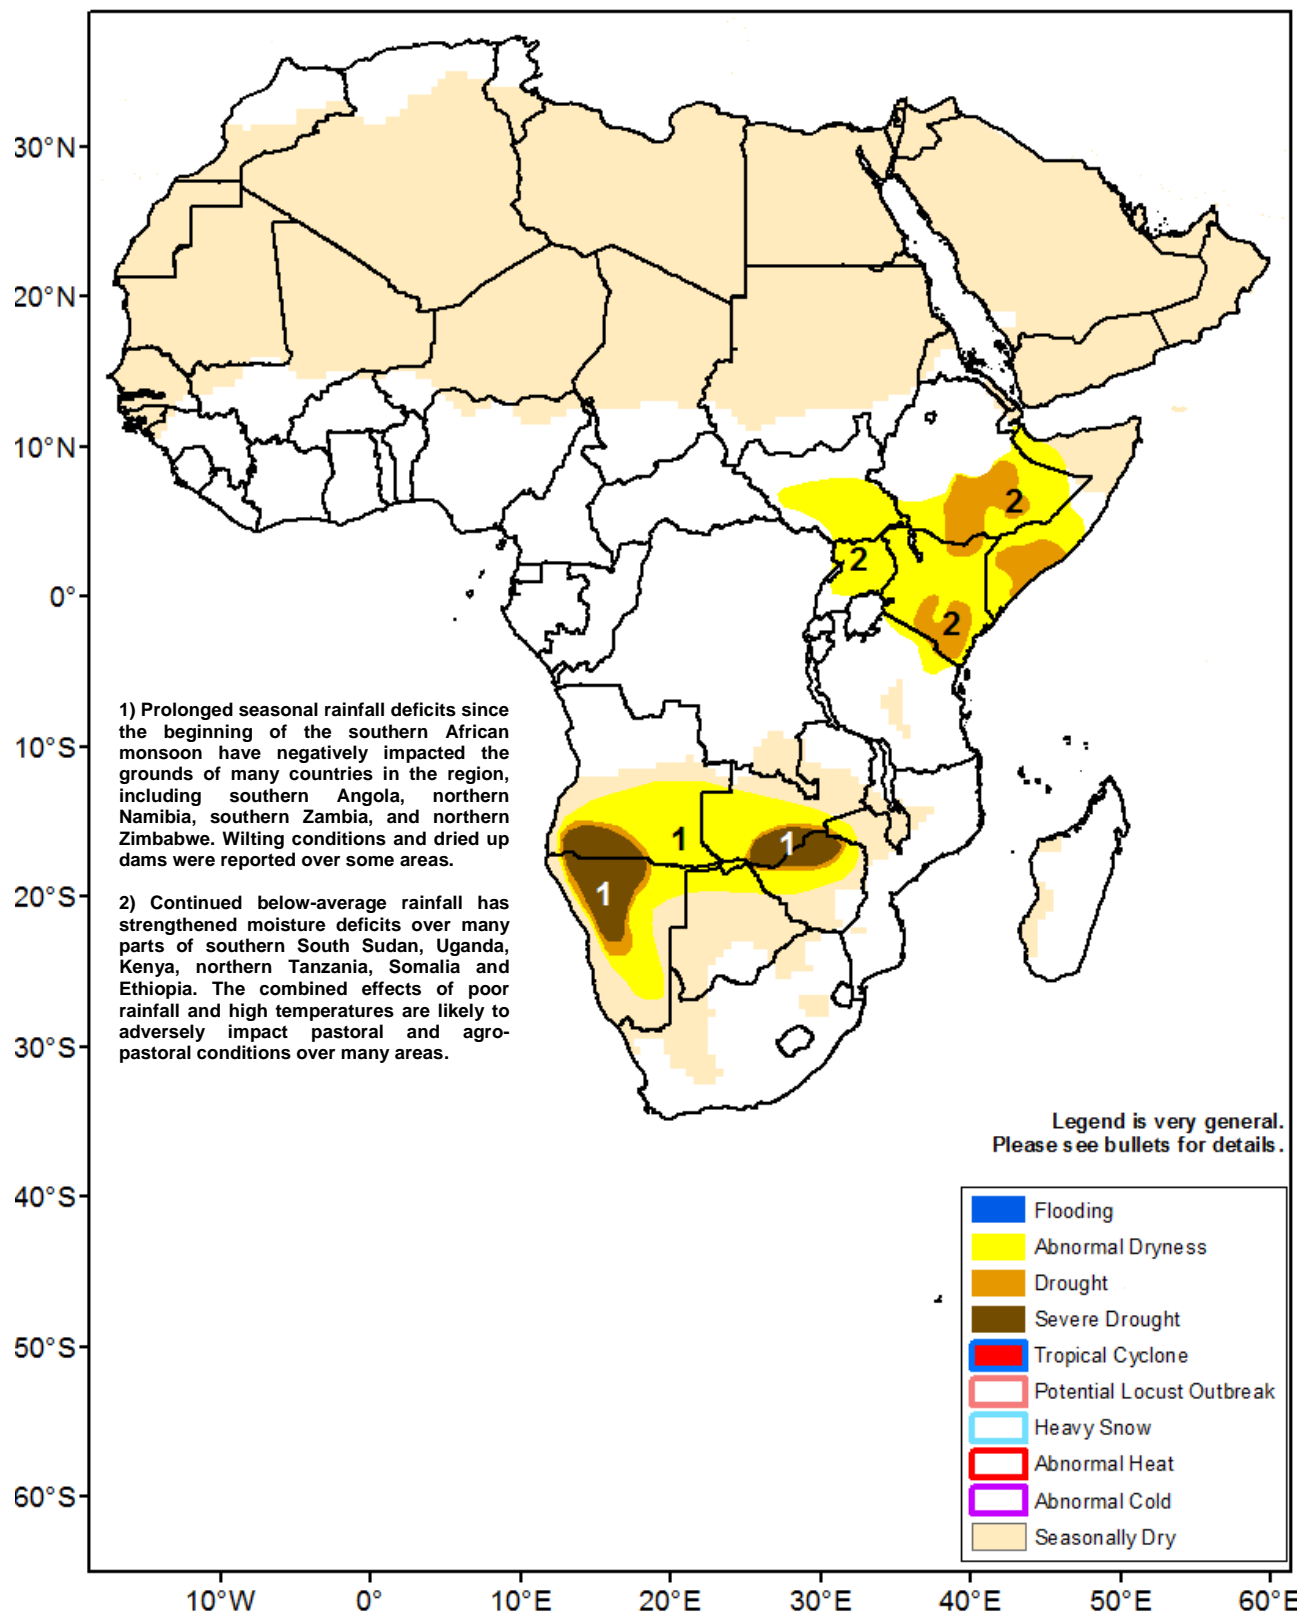 30°N
20°N
10°N
2
2
0°
2
1) Prolonged seasonal rainfall deficits since
the beginning of the southern African
monsoon have negatively impacted the
grounds of many countries in the region,
including southern Angola, northern
Namibia, southern Zambia, and northern
Zimbabwe. Wilting conditions and dried up
dams were reported over some areas.
10°S
1
1
1
20°S
2) Continued below-average rainfall has
strengthened moisture deficits over many
parts of southern South Sudan, Uganda,
Kenya, northern Tanzania, Somalia and
Ethiopia. The combined effects of poor
rainfall and high temperatures are likely to
adversely impact pastoral and agro-
pastoral conditions over many areas.
30°S
Legend is very general.
Please see bullets for details.
40°S
50°S
60°S
Flooding
Abnormal Dryness
Drought
Severe Drought
Tropical Cyclone
Potential Locust Outbreak
Heavy Snow
Abnormal Heat
Abnormal Cold
Seasonally Dry
10°W 0° 10°E 20°E 30°E 40°E 50°E 60°E